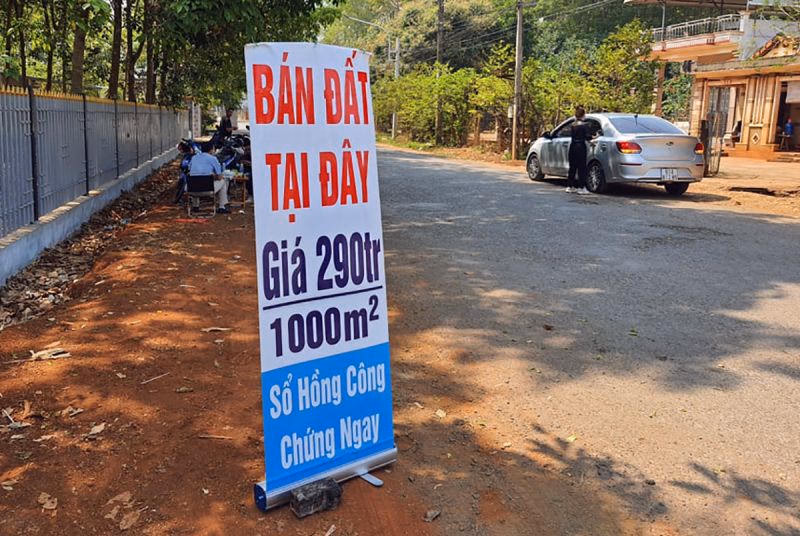 BÁN ĐẤT
TẠI ĐÂY
Giá 290tr
1000m²
Sổ Hồng Công
Chứng Ngay